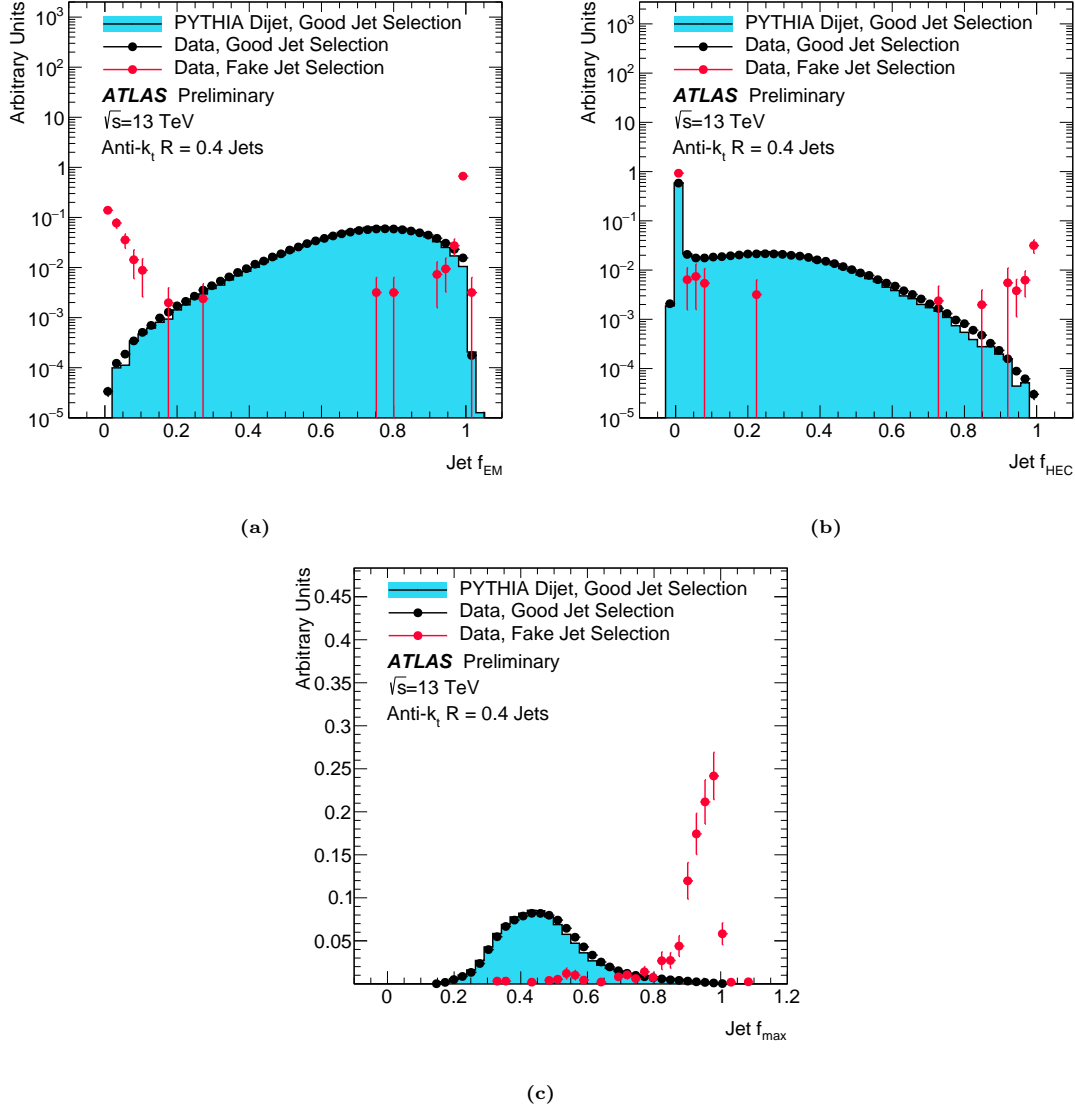 Arbitrary Units
10³
10²
10
1
10⁻¹
10⁻²
10⁻³
10⁻⁴
10⁻⁵
PYTHIA Dijet, Good Jet Selection
Data, Good Jet Selection
Data, Fake Jet Selection
ATLAS Preliminary
√s=13 TeV
Anti-kₜ R = 0.4 Jets
0 0.2 0.4 0.6 0.8 1
Jet f_EM
(a)
Arbitrary Units
10³
10²
10
1
10⁻¹
10⁻²
10⁻³
10⁻⁴
10⁻⁵
PYTHIA Dijet, Good Jet Selection
Data, Good Jet Selection
Data, Fake Jet Selection
ATLAS Preliminary
√s=13 TeV
Anti-kₜ R = 0.4 Jets
0 0.2 0.4 0.6 0.8 1
Jet f_HEC
(b)
Arbitrary Units
0.45
0.4
0.35
0.3
0.25
0.2
0.15
0.1
0.05
PYTHIA Dijet, Good Jet Selection
Data, Good Jet Selection
Data, Fake Jet Selection
ATLAS Preliminary
√s=13 TeV
Anti-kₜ R = 0.4 Jets
0 0.2 0.4 0.6 0.8 1 1.2
Jet f_max
(c)